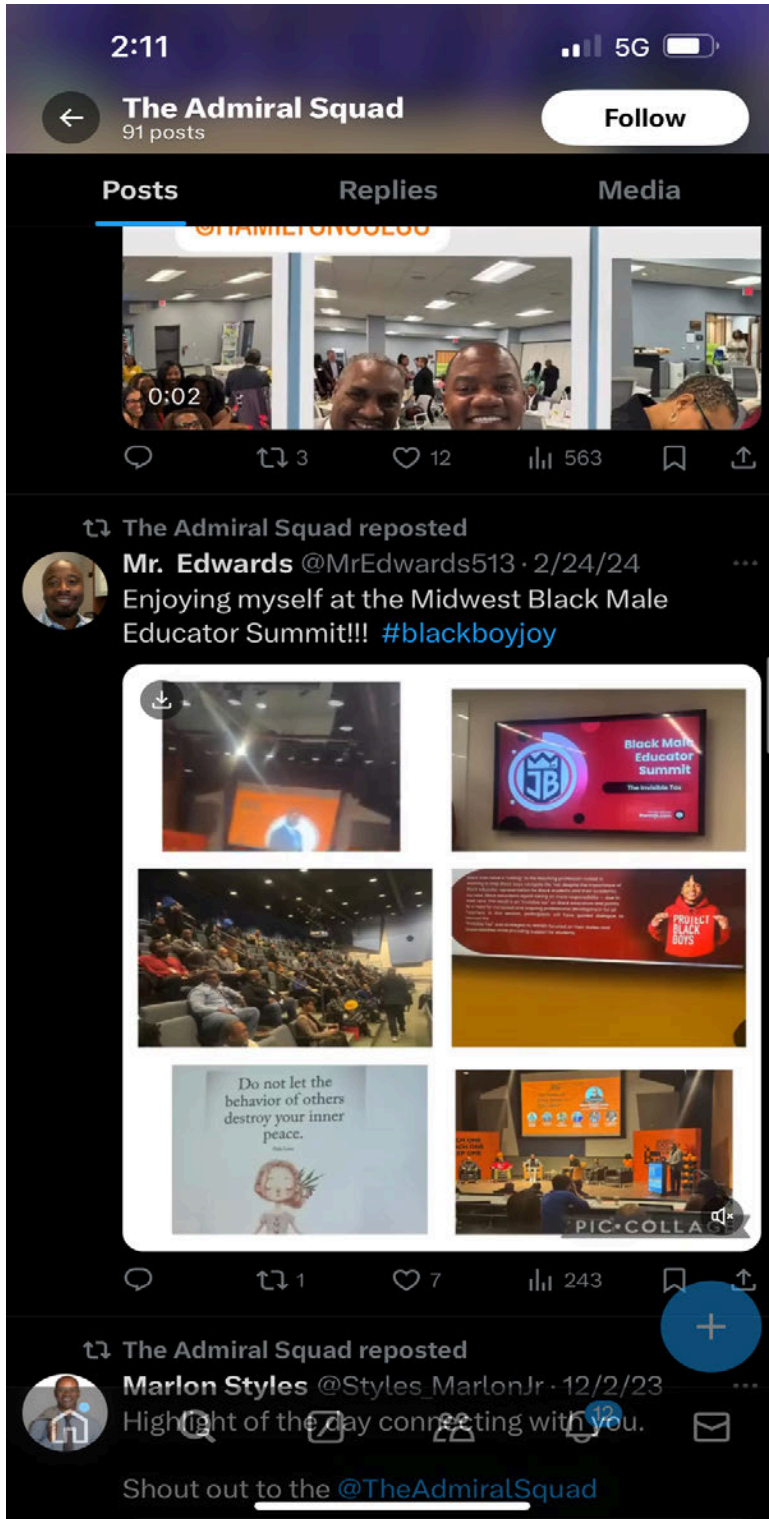 2:11
5G
The Admiral Squad
91 posts
Follow
Posts
Replies
Media
@HAMILTONCOESC
0:02
3
12
563
The Admiral Squad reposted
Mr. Edwards @MrEdwards513 · 2/24/24
Enjoying myself at the Midwest Black Male
Educator Summit!!! #blackboyjoy
Black Male
Educator
Summit
The Invisible Tax
JB
PROTECT
BLACK
BOYS
Do not let the
behavior of others
destroy your inner
peace.
PIC•COLLAGE
1
7
243
The Admiral Squad reposted
Marlon Styles @Styles_MarlonJr · 12/2/23
Highlight of the day connecting with you.
12
Shout out to the @TheAdmiralSquad